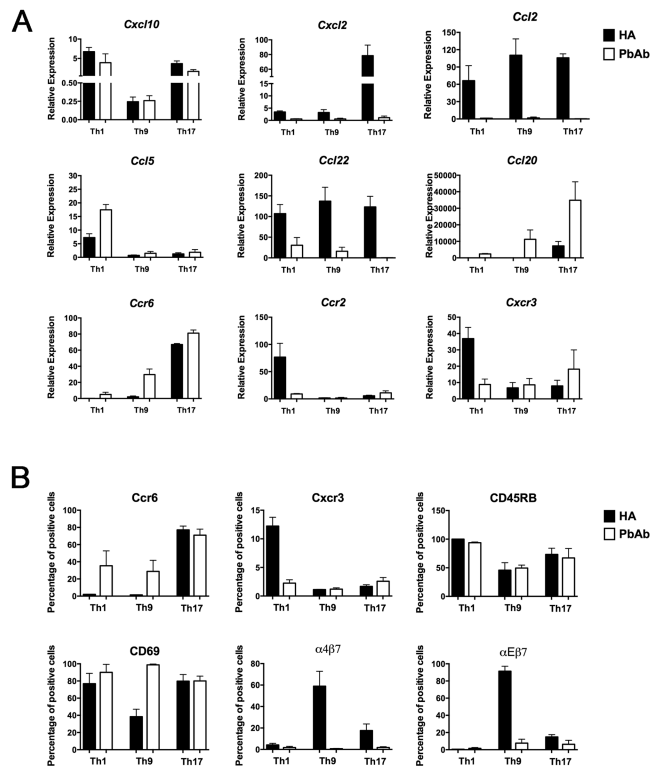 A
Cxcl10
Relative Expression
10
5
0
0.50
0.25
0.00
Th1 Th9 Th17
Cxcl2
Relative Expression
100
80
60
40
20
5
0
Th1 Th9 Th17
Ccl2
Relative Expression
150
120
90
60
30
0
Th1 Th9 Th17
HA
PbAb
Ccl5
Relative Expression
30
25
20
15
10
5
0
Th1 Th9 Th17
Ccl22
Relative Expression
200
150
100
50
0
Th1 Th9 Th17
Ccl20
Relative Expression
50000
40000
30000
20000
10000
0
Th1 Th9 Th17
Ccr6
Relative Expression
100
80
60
40
20
0
Th1 Th9 Th17
Ccr2
Relative Expression
150
100
50
0
Th1 Th9 Th17
Cxcr3
Relative Expression
50
40
30
20
10
0
Th1 Th9 Th17
B
Ccr6
Percentage of positive cells
100
80
60
40
20
0
Th1 Th9 Th17
Cxcr3
Percentage of positive cells
15
12
5
0
Th1 Th9 Th17
CD45RB
Percentage of positive cells
150
100
50
0
Th1 Th9 Th17
HA
PbAb
CD69
Percentage of positive cells
100
80
60
40
20
0
Th1 Th9 Th17
α4β7
Percentage of positive cells
80
60
40
20
0
Th1 Th9 Th17
αEβ7
Percentage of positive cells
100
80
60
40
20
0
Th1 Th9 Th17